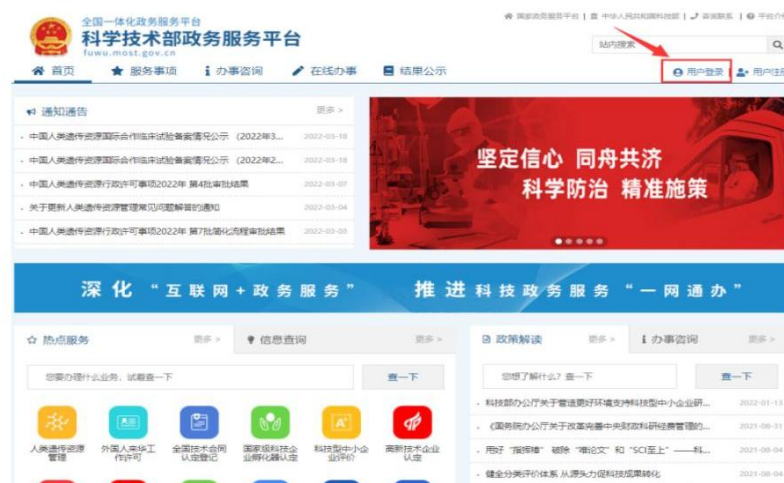 国家政务服务平台 | 中华人民共和国科技部 | 咨询联系 | 平台介
全国一体化政务服务平台
科学技术部政务服务平台
fuwu.most.gov.cn
站内搜索
首页 服务事项 办事咨询 在线办事 结果公示 用户登录 | 用户注册
通知通告 更多 >
· 中国人类遗传资源国际合作临床试验备案情况公示 (2022年3... 2022-03-18
· 中国人类遗传资源国际合作临床试验备案情况公示 (2022年2... 2022-03-18
· 中国人类遗传资源行政许可事项2022年 第4批审批结果 2022-03-07
· 关于更新人类遗传资源管理常见问题解答的通知 2022-03-04
· 中国人类遗传资源行政许可事项2022年 第7批简化流程审批结果 2022-03-03
坚定信心 同舟共济
科学防治 精准施策
深化 “互联网+政务服务” 推进科技政务服务“一网通办”
热点服务 更多 >
信息查询 更多 >
您要办理什么业务，试着查一下 查一下
人类遗传资源管理
外国人来华工作许可
全国技术合同认定登记
国家级科技企业孵化器认定
科技型中小企业评价
高新技术企业认定
政策解读 更多 >
办事咨询 更多 >
您想了解什么? 查一下 查一下
· 科技部办公厅关于营造更好环境支持科技型中小企业研... 2022-01-13
· 《国务院办公厅关于改革完善中央财政科研经费管理的... 2021-08-31
· 用好“指挥棒” 破除“唯论文”和“SCI至上”——科... 2021-08-04
· 健全分类评价体系 从源头力促科技成果转化 2021-08-04